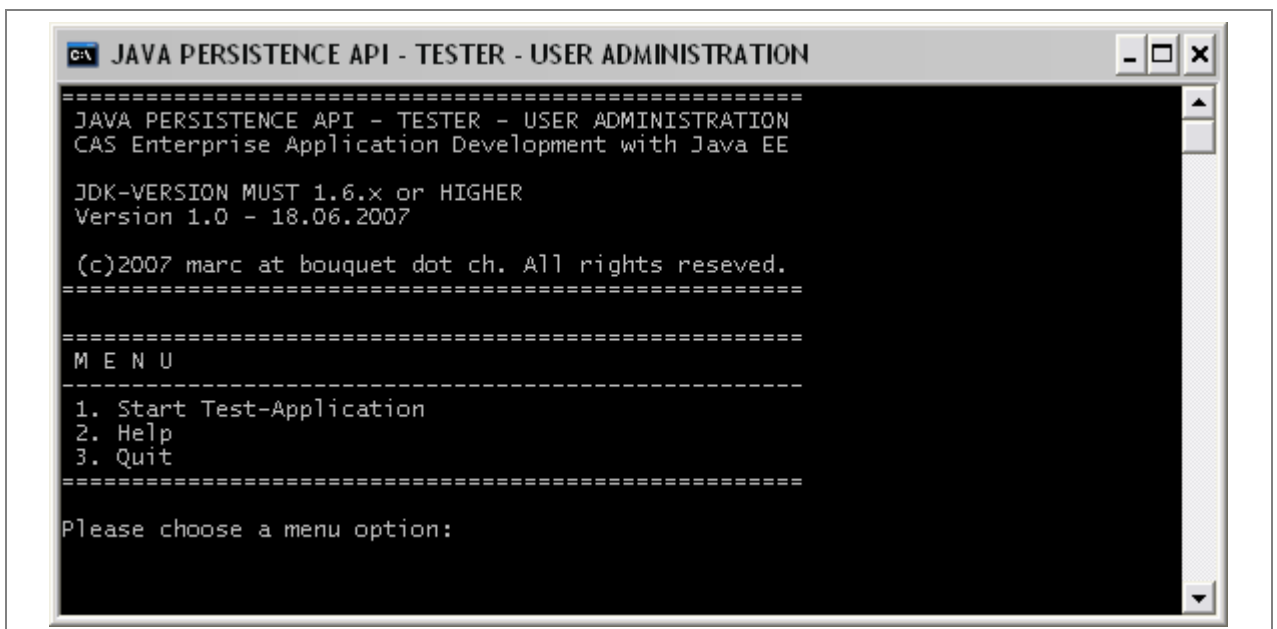 JAVA PERSISTENCE API - TESTER - USER ADMINISTRATION
=====================================================
JAVA PERSISTENCE API - TESTER - USER ADMINISTRATION
CAS Enterprise Application Development with Java EE
JDK-VERSION MUST 1.6.x or HIGHER
Version 1.0 - 18.06.2007
(c)2007 marc at bouquet dot ch. All rights reseved.
=====================================================
=====================================================
M E N U
-----------------------------------------------------
1. Start Test-Application
2. Help
3. Quit
=====================================================
Please choose a menu option: